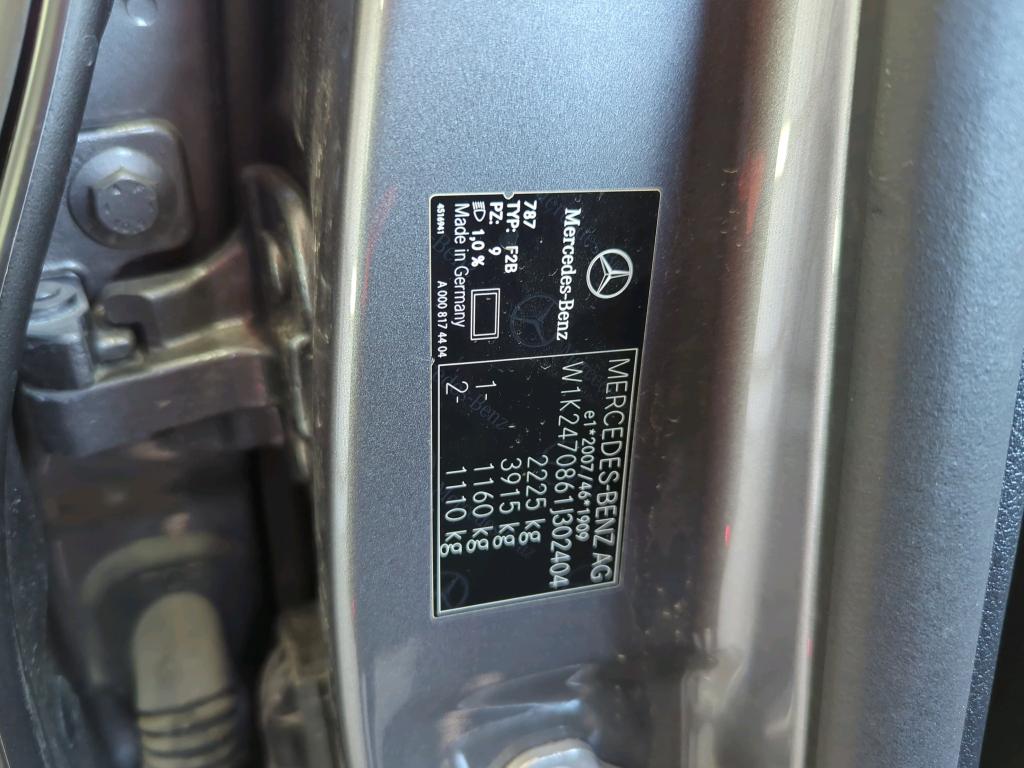 Mercedes-Benz
787
TYP: F2B
PZ: 9
1,0 %
Made in Germany
4516941
A 000 817 44 04
MERCEDES-BENZ AG
e1*2007/46*1909
W1K2470861J302404
2225 kg
3915 kg
1- 1160 kg
2- 1110 kg